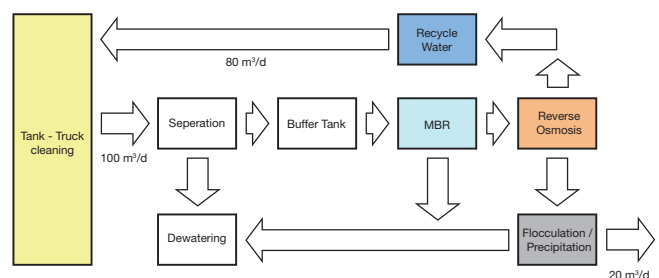 Recycle
Water
80 m³/d
Tank - Truck
cleaning
100 m³/d
Seperation
Buffer Tank
MBR
Reverse
Osmosis
Dewatering
Flocculation /
Precipitation
20 m³/d